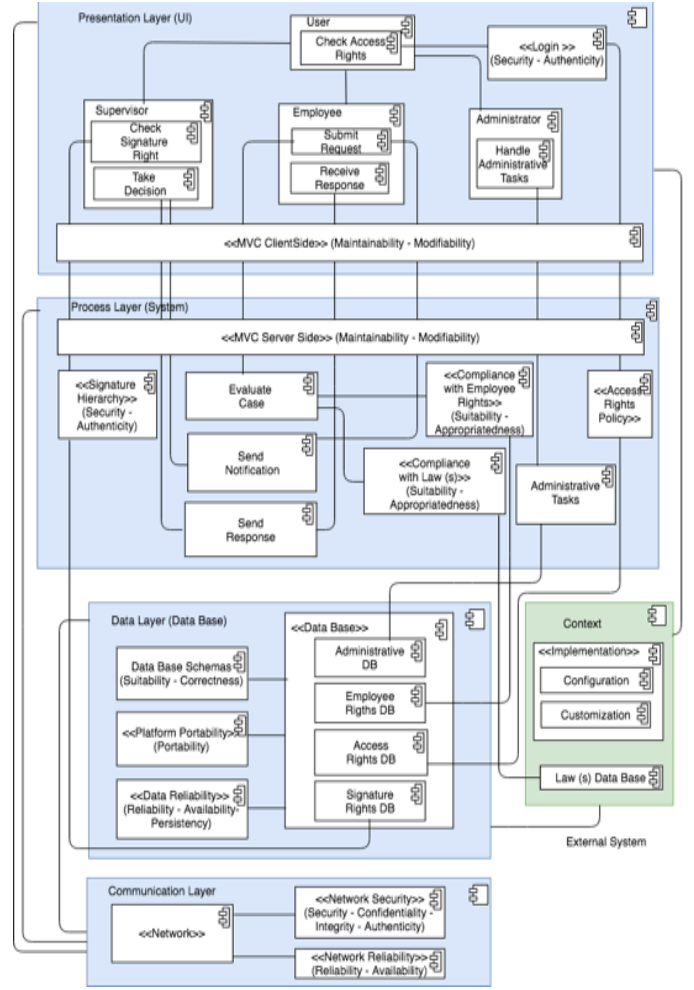 Presentation Layer (UI)
User
Check Access
Rights
<<Login >>
(Security - Authenticity)
Supervisor
Check
Signature
Right
Take
Decision
Employee
Submit
Request
Receive
Response
Administrator
Handle
Administrative
Tasks
<<MVC ClientSide>> (Maintainability - Modifiability)
Process Layer (System)
<<MVC Server Side>> (Maintainability - Modifiability)
<<Signature
Hierarchy>>
(Security -
Authenticity)
Evaluate
Case
<<Compliance
with Employee
Rights>>
(Suitability -
Appropriatedness)
<<Access
Rights
Policy>>
Send
Notification
<<Compliance
with Law (s)>>
(Suitability -
Appropriatedness)
Administrative
Tasks
Send
Response
Data Layer (Data Base)
<<Data Base>>
Administrative
DB
Data Base Schemas
(Suitability - Correctness)
Employee
Rigths DB
<<Platform Portability>>
(Portability)
Access
Rights DB
<<Data Reliability>>
(Reliability - Availability-
Persistency)
Signature
Rights DB
Context
<<Implementation>>
Configuration
Customization
Law (s) Data Base
External System
Communication Layer
<<Network>>
<<Network Security>>
(Security - Confidentiality -
Integrity - Authenticity)
<<Network Reliability>>
(Reliability - Availability)